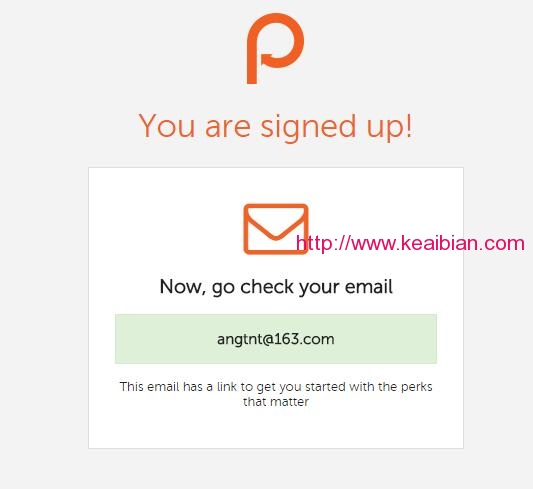 You are signed up!
http://www.keaibian.com
Now, go check your email
angtnt@163.com
This email has a link to get you started with the perks
that matter